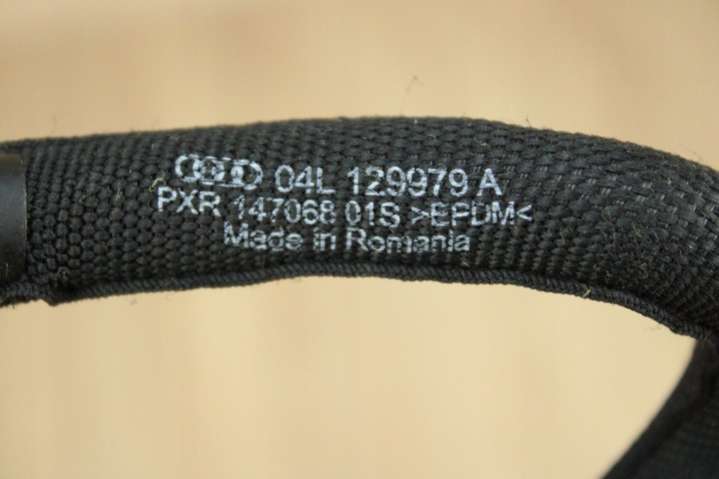 04L 129979 A
PXR 147068 01S >EPDM<
Made in Romania